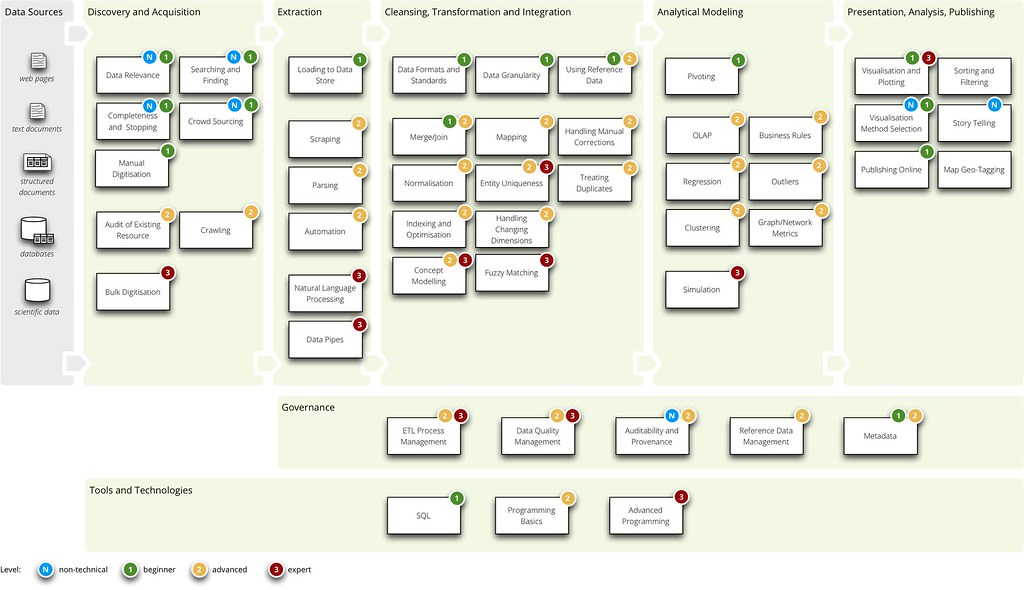 Data Sources
web pages
text documents
structured
documents
databases
scientific data
Discovery and Acquisition
N 1
Data Relevance
N 1
Searching and
Finding
N 1
Completeness
and Stopping
N 1
Crowd Sourcing
1
Manual
Digitisation
2
Audit of Existing
Resource
2
Crawling
3
Bulk Digitisation
Extraction
1
Loading to Data
Store
2
Scraping
2
Parsing
2
Automation
3
Natural Language
Processing
3
Data Pipes
Cleansing, Transformation and Integration
1
Data Formats and
Standards
1
Data Granularity
1 2
Using Reference
Data
1 2
Merge/Join
2
Mapping
2
Handling Manual
Corrections
2
Normalisation
2 3
Entity Uniqueness
2
Treating
Duplicates
2
Indexing and
Optimisation
2
Handling
Changing
Dimensions
2 3
Concept
Modelling
3
Fuzzy Matching
Analytical Modeling
1
Pivoting
2
OLAP
2
Business Rules
2
Regression
2
Outliers
2
Clustering
2
Graph/Network
Metrics
3
Simulation
Presentation, Analysis, Publishing
1 3
Visualisation and
Plotting
Sorting and
Filtering
N 1
Visualisation
Method Selection
N
Story Telling
1
Publishing Online
Map Geo-Tagging
Governance
2 3
ETL Process
Management
2 3
Data Quality
Management
N 2
Auditability and
Provenance
2
Reference Data
Management
1 2
Metadata
Tools and Technologies
1
SQL
2
Programming
Basics
3
Advanced
Programming
Level: N non-technical 1 beginner 2 advanced 3 expert